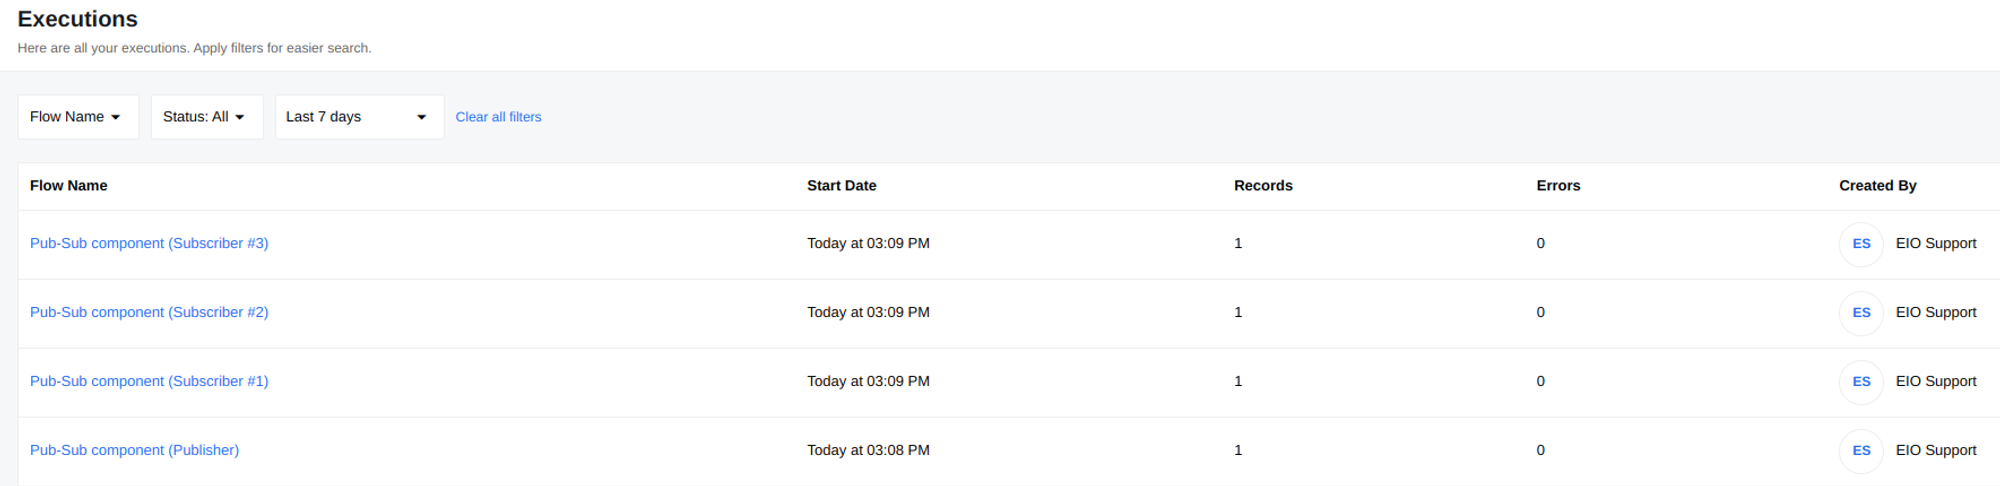 Executions
Here are all your executions. Apply filters for easier search.
Flow Name Status: All Last 7 days Clear all filters
Flow Name Start Date Records Errors Created By
Pub-Sub component (Subscriber #3) Today at 03:09 PM 1 0 ES EIO Support
Pub-Sub component (Subscriber #2) Today at 03:09 PM 1 0 ES EIO Support
Pub-Sub component (Subscriber #1) Today at 03:09 PM 1 0 ES EIO Support
Pub-Sub component (Publisher) Today at 03:08 PM 1 0 ES EIO Support